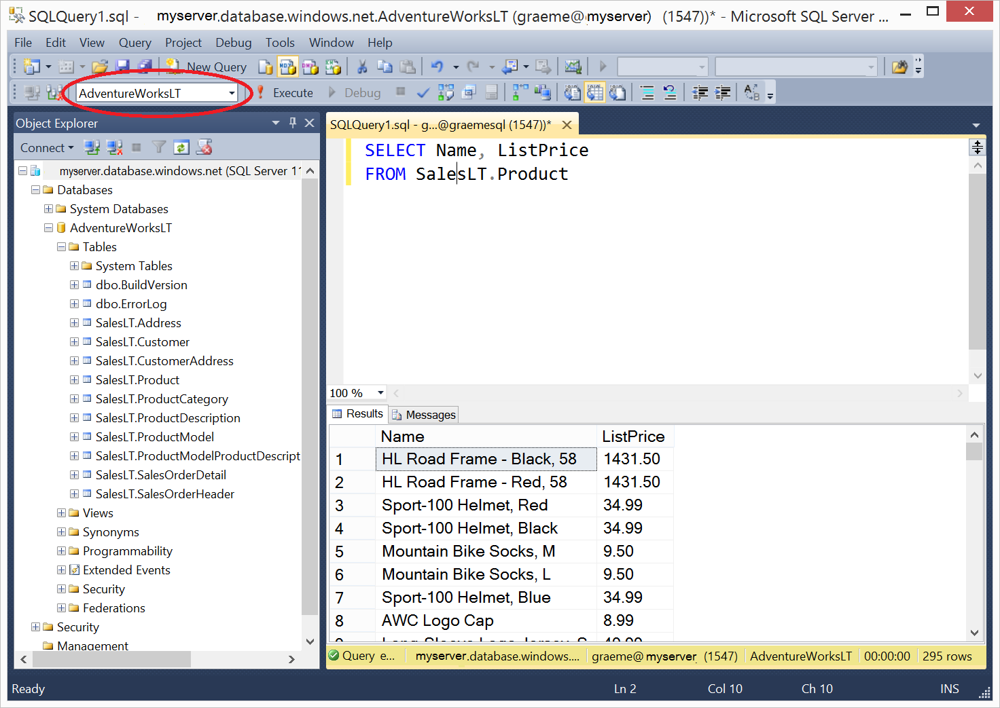 SQLQuery1.sql - myserver.database.windows.net.AdventureWorksLT (graeme@myserver) (1547))* - Microsoft SQL Server ...
File Edit View Query Project Debug Tools Window Help
New Query
AdventureWorksLT Execute Debug
Object Explorer
Connect
myserver.database.windows.net (SQL Server 11
Databases
System Databases
AdventureWorksLT
Tables
System Tables
dbo.BuildVersion
dbo.ErrorLog
SalesLT.Address
SalesLT.Customer
SalesLT.CustomerAddress
SalesLT.Product
SalesLT.ProductCategory
SalesLT.ProductDescription
SalesLT.ProductModel
SalesLT.ProductModelProductDescript
SalesLT.SalesOrderDetail
SalesLT.SalesOrderHeader
Views
Synonyms
Programmability
Extended Events
Security
Federations
Security
Management
SQLQuery1.sql - g...@graemesql (1547))*
SELECT Name, ListPrice
FROM SalesLT.Product
100 %
Results Messages
Name ListPrice
1 HL Road Frame - Black, 58 1431.50
2 HL Road Frame - Red, 58 1431.50
3 Sport-100 Helmet, Red 34.99
4 Sport-100 Helmet, Black 34.99
5 Mountain Bike Socks, M 9.50
6 Mountain Bike Socks, L 9.50
7 Sport-100 Helmet, Blue 34.99
8 AWC Logo Cap 8.99
Query e... myserver.database.windows.... graeme@myserver (1547) AdventureWorksLT 00:00:00 295 rows
Ready Ln 2 Col 10 Ch 10 INS